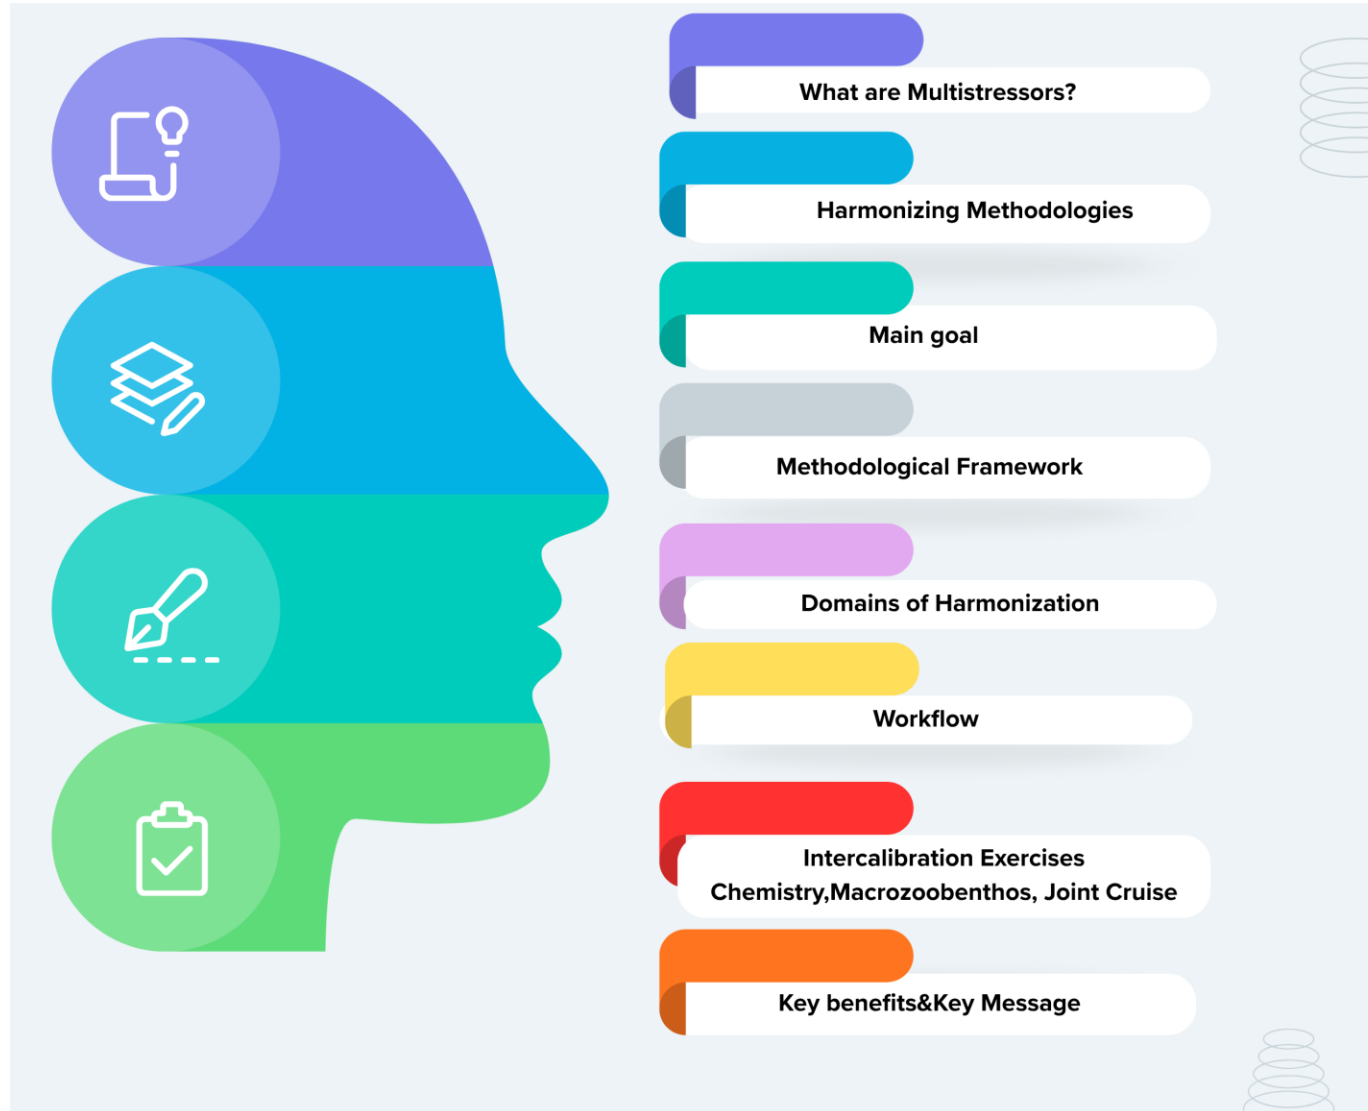 What are Multistressors?
Harmonizing Methodologies
Main goal
Methodological Framework
Domains of Harmonization
Workflow
Intercalibration Exercises
Chemistry,Macrozoobenthos, Joint Cruise
Key benefits&Key Message